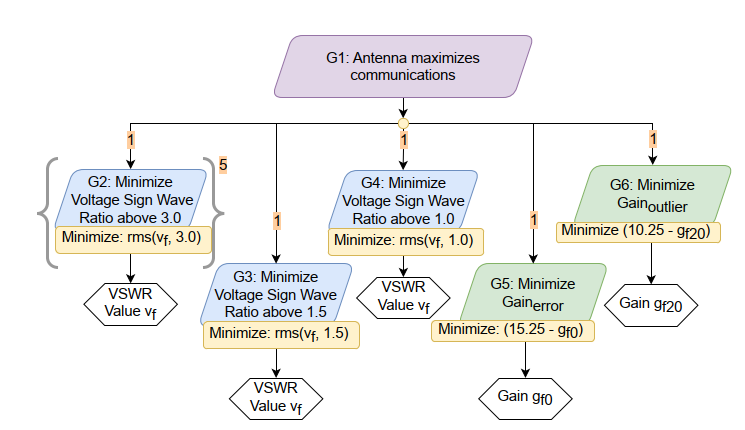 G1: Antenna maximizes
communications
1
1
1
1
1
5
G2: Minimize
Voltage Sign Wave
Ratio above 3.0
Minimize: rms(vf, 3.0)
VSWR
Value vf
G3: Minimize
Voltage Sign Wave
Ratio above 1.5
Minimize: rms(vf, 1.5)
VSWR
Value vf
G4: Minimize
Voltage Sign Wave
Ratio above 1.0
Minimize: rms(vf, 1.0)
VSWR
Value vf
G5: Minimize
Gainerror
Minimize: (15.25 - gf0)
Gain gf0
G6: Minimize
Gainoutlier
Minimize (10.25 - gf20)
Gain gf20